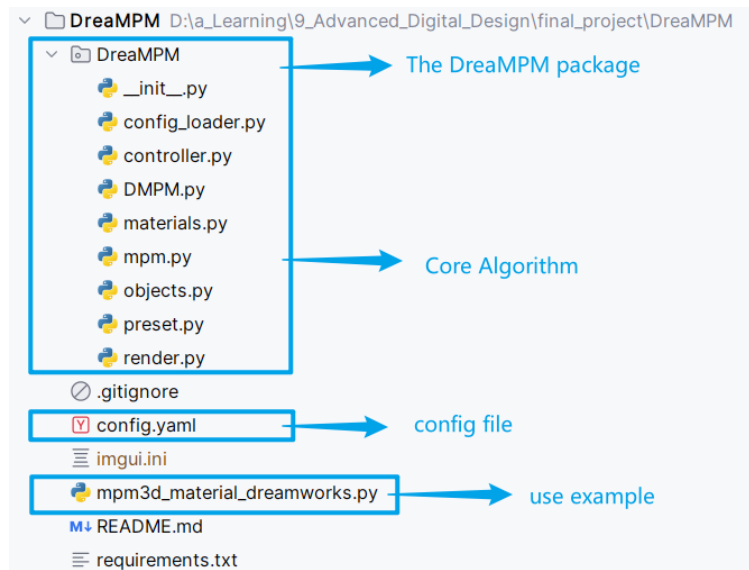 DreaMPM D:\a_Learning\9_Advanced_Digital_Design\final_project\DreaMPM
DreaMPM
The DreaMPM package
__init__.py
config_loader.py
controller.py
DMPM.py
materials.py
mpm.py
Core Algorithm
objects.py
preset.py
render.py
.gitignore
Y config.yaml
config file
imgui.ini
mpm3d_material_dreamworks.py
use example
M↓ README.md
requirements.txt